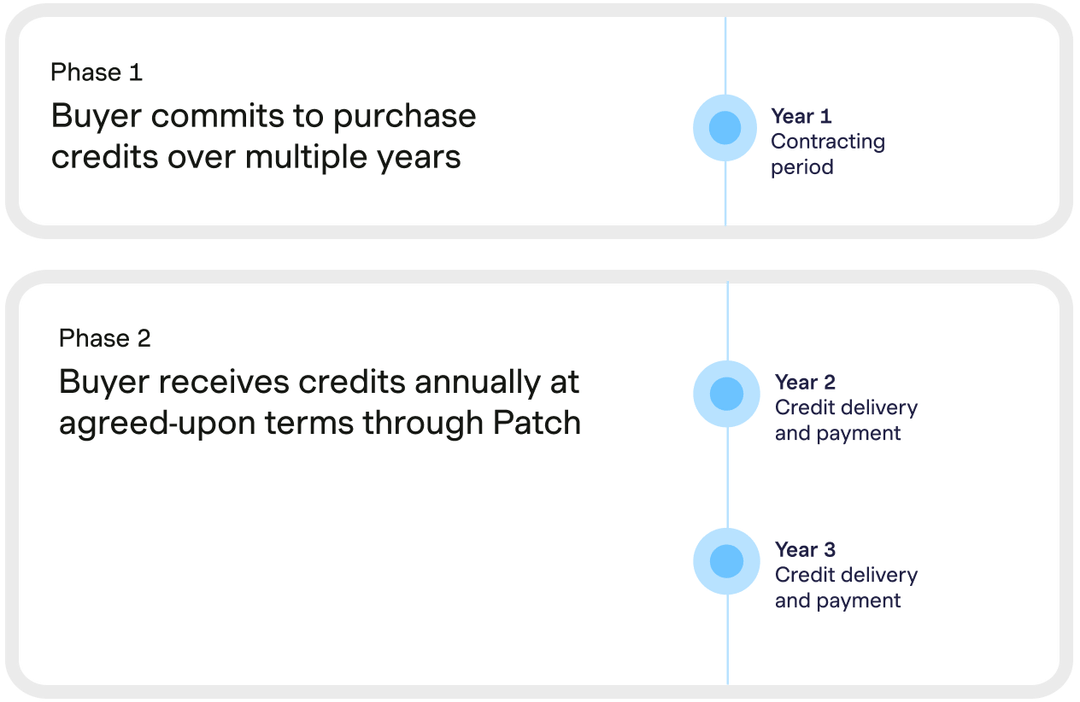 Phase 1
Buyer commits to purchase
credits over multiple years
Year 1
Contracting
period
Phase 2
Buyer receives credits annually at
agreed-upon terms through Patch
Year 2
Credit delivery
and payment
Year 3
Credit delivery
and payment